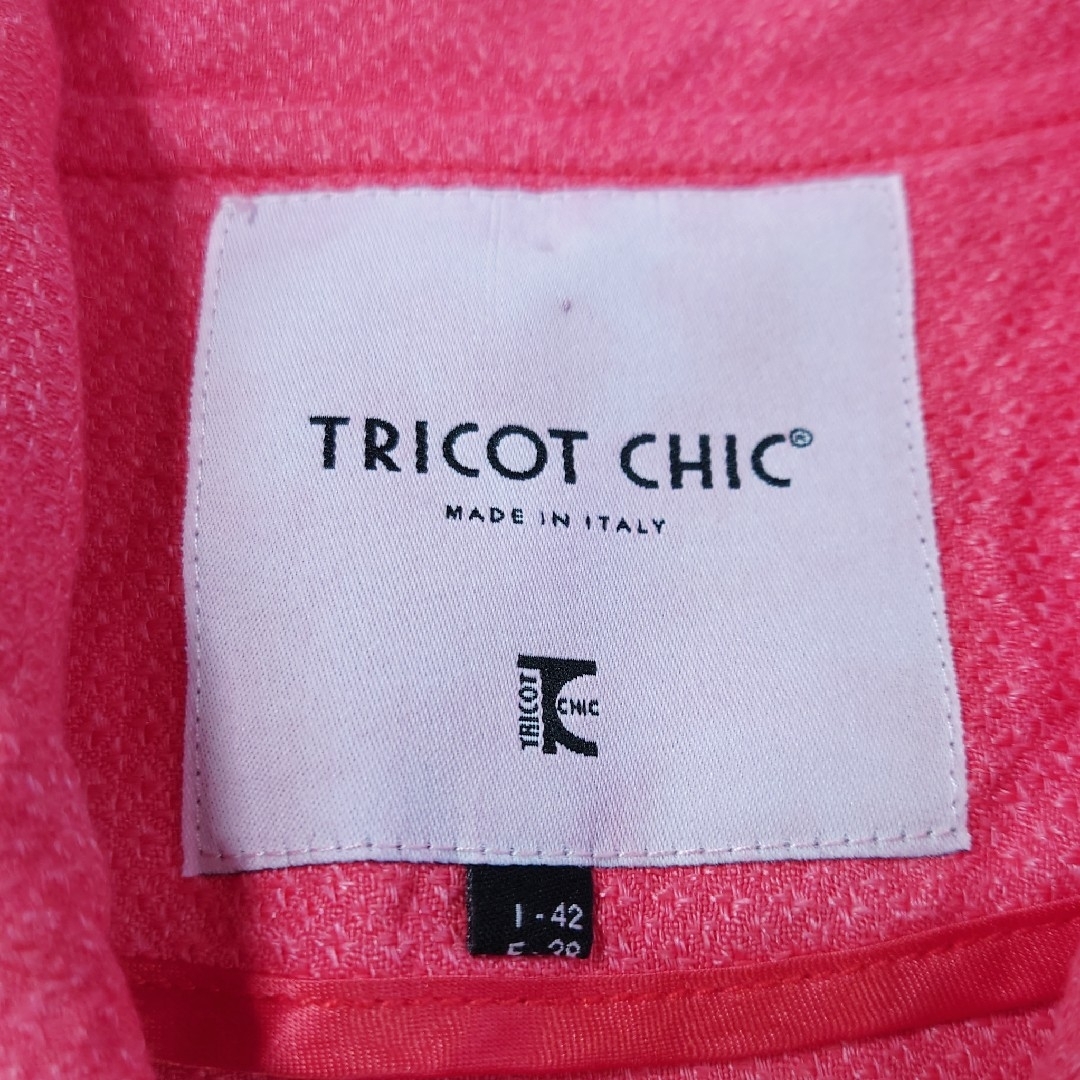 TRICOT CHIC®
MADE IN ITALY
TRICOT
CHIC
I - 42